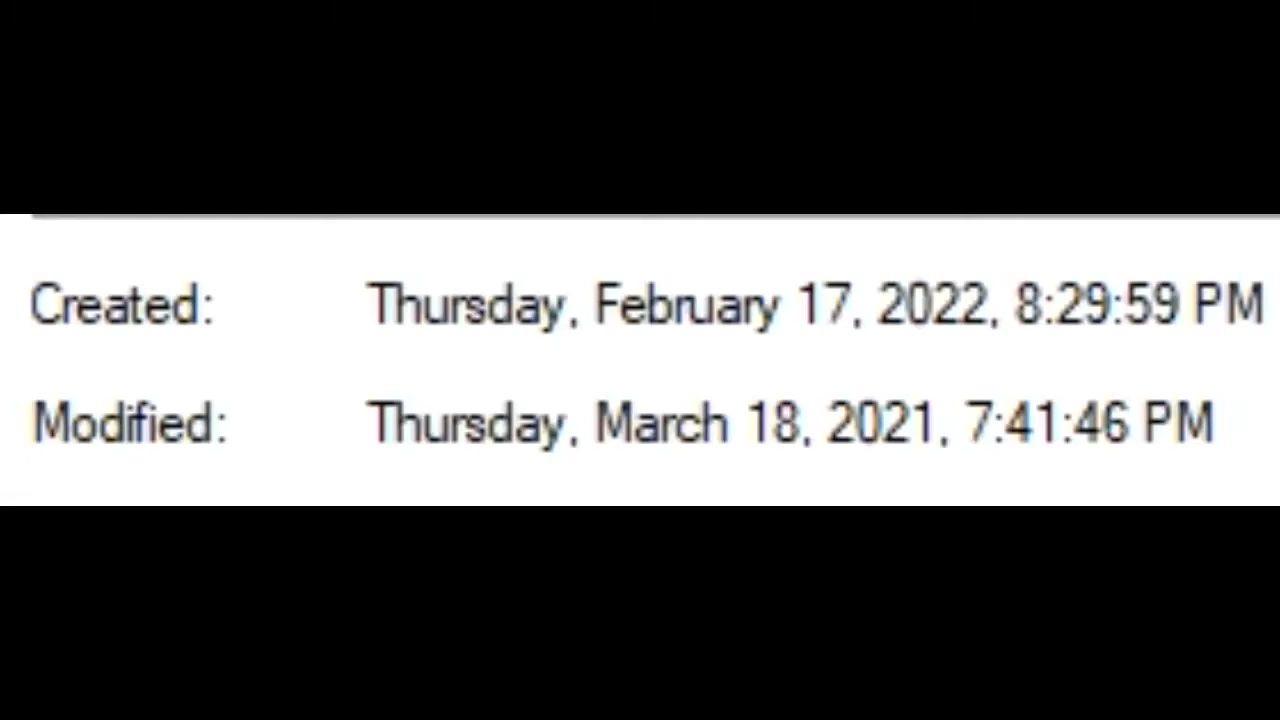 Created: Thursday, February 17, 2022, 8:29:59 PM
Modified: Thursday, March 18, 2021, 7:41:46 PM